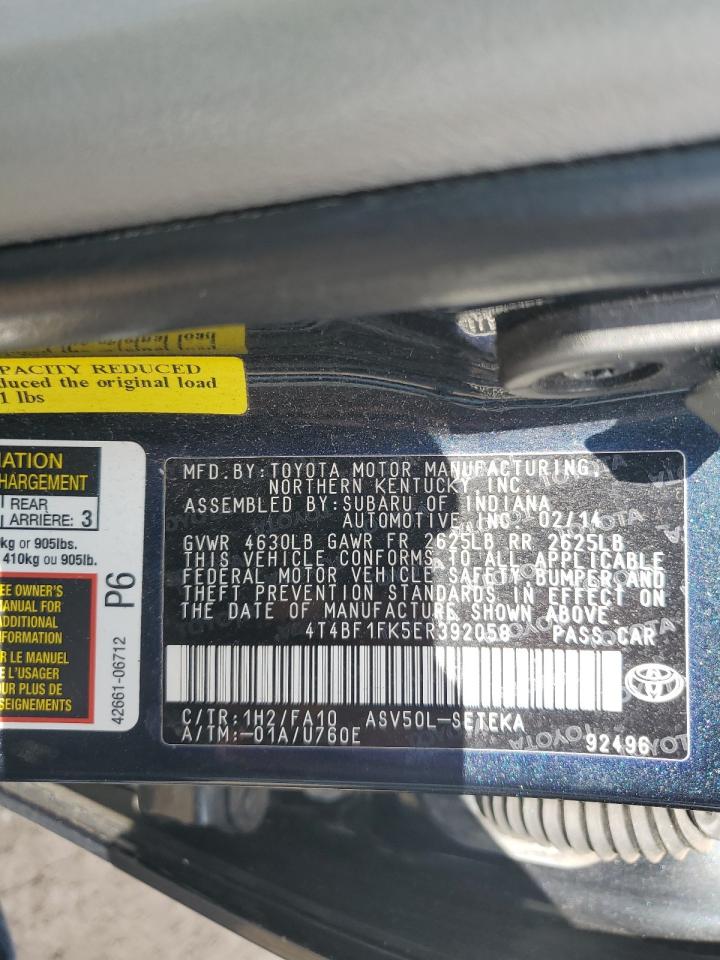 PACITY REDUCED
duced the original load
1 lbs
ATION
CHARGEMENT
REAR
ARRIÈRE: 3
kg or 905lbs.
410kg ou 905lb.
EE OWNER'S
MANUAL FOR
ADDITIONAL
INFORMATION
R LE MANUEL
E L'USAGER
OUR PLUS DE
SEIGNEMENTS
P6
42661-06712
MFD.BY:TOYOTA MOTOR MANUFACTURING,
NORTHERN KENTUCKY INC.
ASSEMBLED BY:SUBARU OF INDIANA
AUTOMOTIVE,INC. 02/14
GVWR 4630LB GAWR FR 2625LB RR 2625LB
THIS VEHICLE CONFORMS TO ALL APPLICABLE
FEDERAL MOTOR VEHICLE SAFETY,BUMPER AND
THEFT PREVENTION STANDARDS IN EFFECT ON
THE DATE OF MANUFACTURE SHOWN ABOVE.
4T4BF1FK5ER392058 PASS.CAR
C/TR:1H2/FA10 ASV50L-SETEKA
A/TM:-01A/U760E 92496